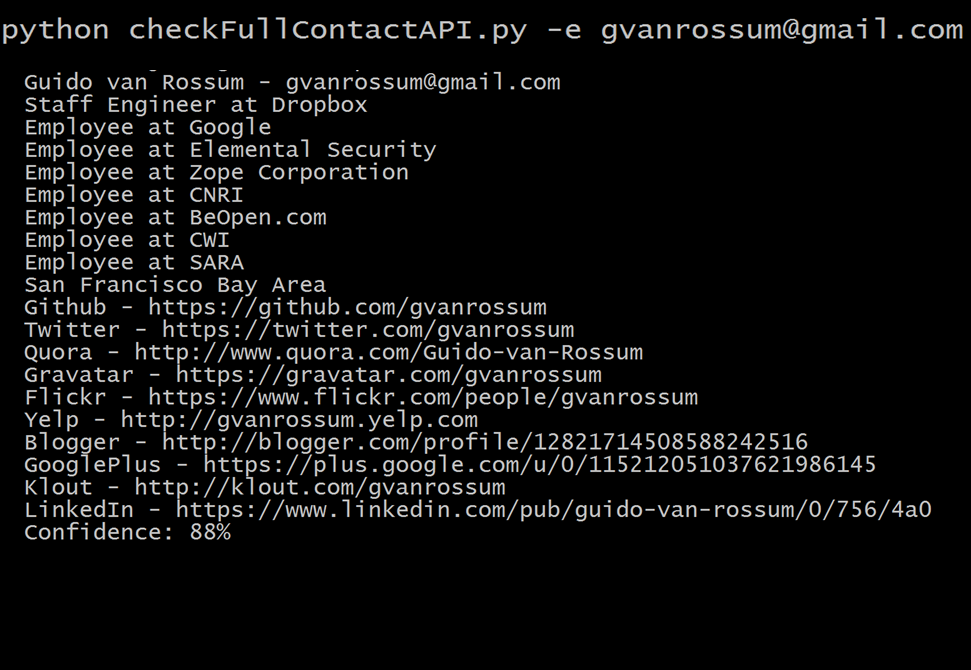 python checkFullContactAPI.py -e gvanrossum@gmail.com
Guido van Rossum - gvanrossum@gmail.com
Staff Engineer at Dropbox
Employee at Google
Employee at Elemental Security
Employee at Zope Corporation
Employee at CNRI
Employee at BeOpen.com
Employee at CWI
Employee at SARA
San Francisco Bay Area
Github - https://github.com/gvanrossum
Twitter - https://twitter.com/gvanrossum
Quora - http://www.quora.com/Guido-van-Rossum
Gravatar - https://gravatar.com/gvanrossum
Flickr - https://www.flickr.com/people/gvanrossum
Yelp - http://gvanrossum.yelp.com
Blogger - http://blogger.com/profile/12821714508588242516
GooglePlus - https://plus.google.com/u/0/115212051037621986145
Klout - http://klout.com/gvanrossum
LinkedIn - https://www.linkedin.com/pub/guido-van-rossum/0/756/4a0
Confidence: 88%